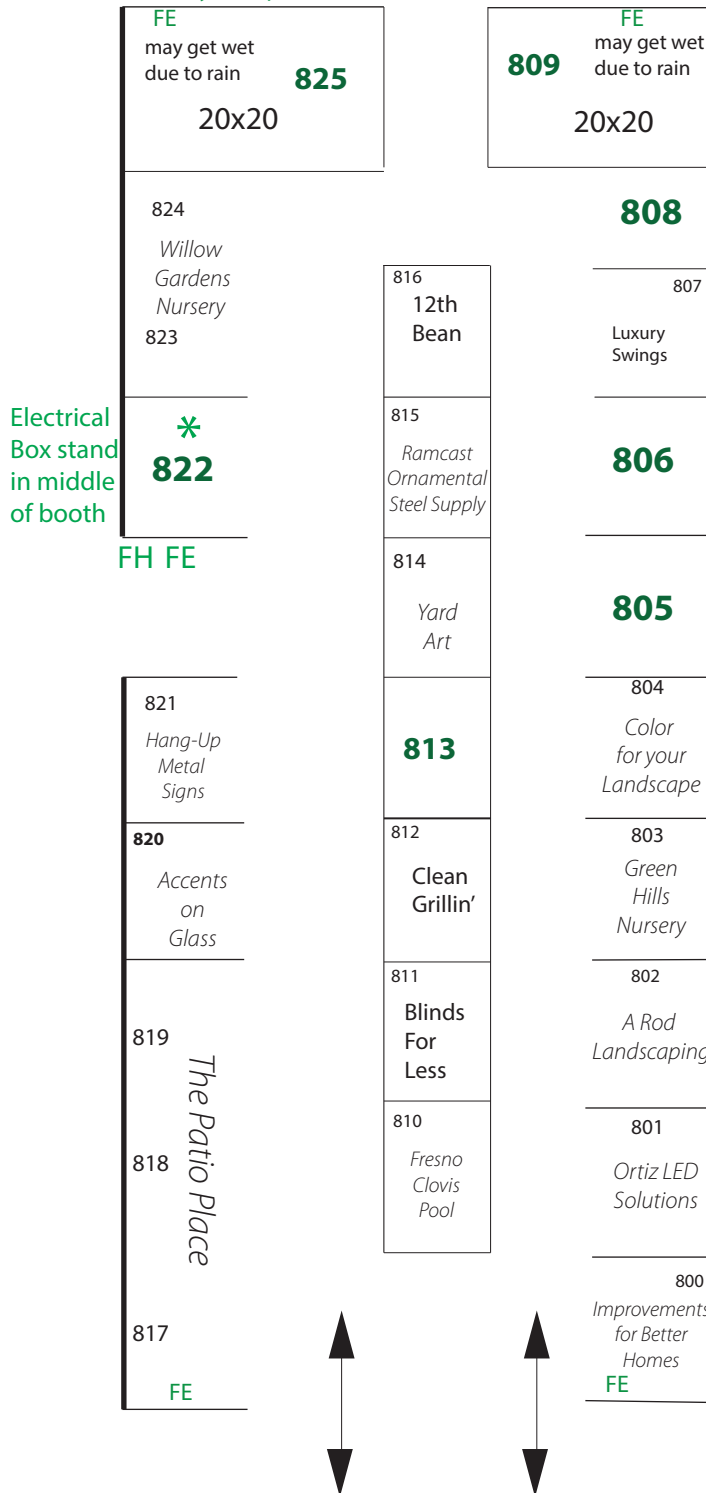 FE
may get wet
due to rain
825
20x20
824
Willow
Gardens
Nursery
823
Electrical
Box stand
in middle
of booth
*
822
FH FE
821
Hang-Up
Metal
Signs
820
Accents
on
Glass
819
818
817
The Patio Place
FE
816
12th
Bean
815
Ramcast
Ornamental
Steel Supply
814
Yard
Art
813
812
Clean
Grillin’
811
Blinds
For
Less
810
Fresno
Clovis
Pool
FE
809
may get wet
due to rain
20x20
808
807
Luxury
Swings
806
805
804
Color
for your
Landscape
803
Green
Hills
Nursery
802
A Rod
Landscaping
801
Ortiz LED
Solutions
800
Improvements
for Better
Homes
FE